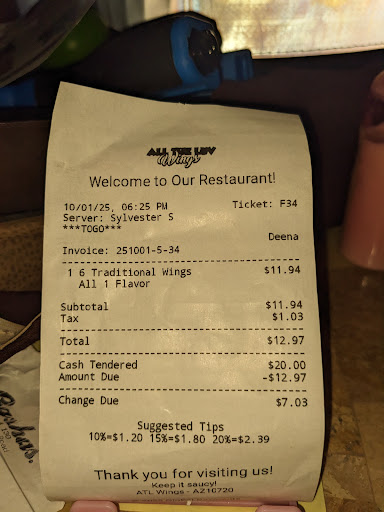 ALL THE LUV
Wings
Welcome to Our Restaurant!
10/01/25, 06:25 PM Ticket: F34
Server: Sylvester S
***TOGO***
Deena
Invoice: 251001-5-34
1 6 Traditional Wings $11.94
All 1 Flavor
Subtotal $11.94
Tax $1.03
Total $12.97
Cash Tendered $20.00
Amount Due -$12.97
Change Due $7.03
Suggested Tips
10%=$1.20 15%=$1.80 20%=$2.39
Thank you for visiting us!
Keep it saucy!
ATL Wings - AZ16720
Bashas'